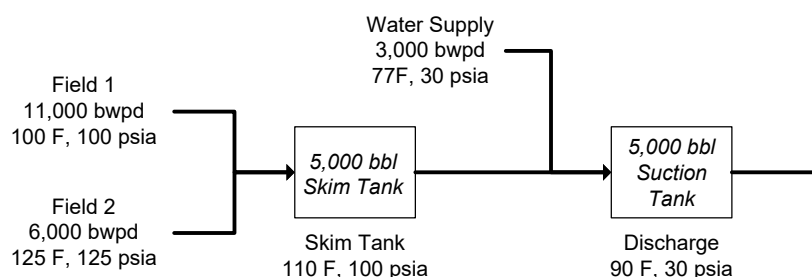 Water Supply
3,000 bwpd
77F, 30 psia
Field 1
11,000 bwpd
100 F, 100 psia
5,000 bbl
Skim Tank
5,000 bbl
Suction
Tank
Field 2
6,000 bwpd
125 F, 125 psia
Skim Tank
110 F, 100 psia
Discharge
90 F, 30 psia